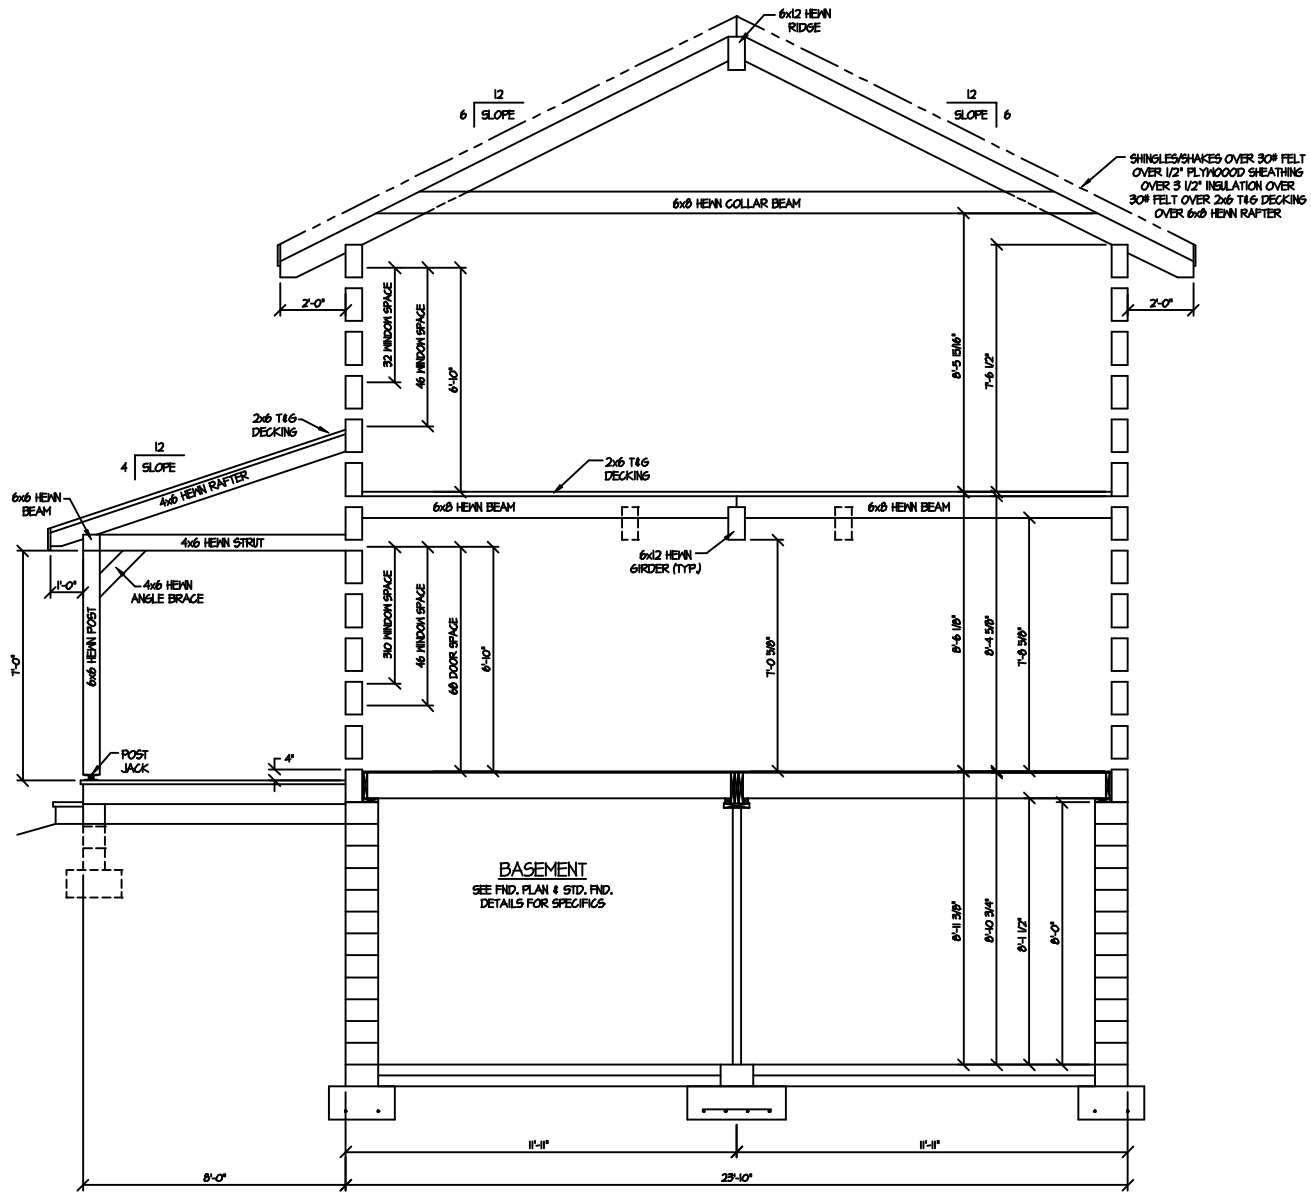 6x12 HEWN
RIDGE
12
6 SLOPE
12
SLOPE 6
SHINGLES/SHAKES OVER 30# FELT
OVER 1/2" PLYWOOOD SHEATHING
OVER 3 1/2" INSULATION OVER
30# FELT OVER 2x6 T&G DECKING
OVER 6x8 HEWN RAFTER
6x8 HEWN COLLAR BEAM
2'-0"
32 WINDOW SPACE
46 WINDOW SPACE
6'-10"
8'-5 15/16"
7'-6 1/2"
2'-0"
2x6 T&G
DECKING
12
4 SLOPE
4x6 HEWN RAFTER
6x6 HEWN
BEAM
2x6 T&G
DECKING
6x8 HEWN BEAM
6x8 HEWN BEAM
4x6 HEWN STRUT
6x12 HEWN
GIRDER (TYP.)
1'-0"
4x6 HEWN
ANGLE BRACE
6x6 HEWN POST
7'-0"
310 WINDOW SPACE
46 WINDOW SPACE
68 DOOR SPACE
6'-10"
7'-0 5/8"
8'-6 1/8"
8'-4 5/8"
7'-8 5/8"
POST
JACK
4"
BASEMENT
SEE FND. PLAN & STD. FND.
DETAILS FOR SPECIFICS
8'-11 3/8"
8'-10 3/4"
8'-1 1/2"
8'-0"
11'-11"
11'-11"
8'-0"
23'-10"